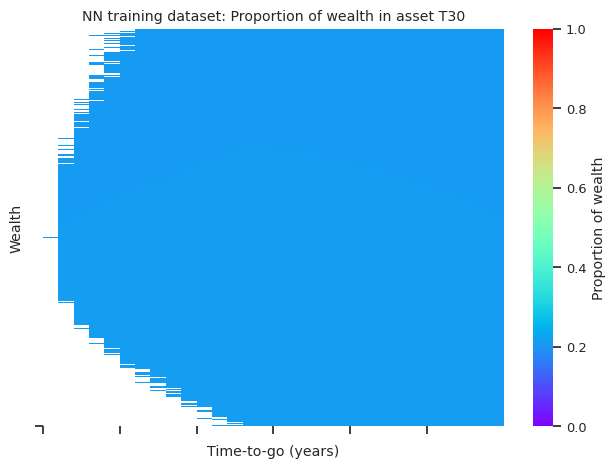 NN training dataset: Proportion of wealth in asset T30
Wealth
Time-to-go (years)
1.0
0.8
0.6
0.4
0.2
0.0
Proportion of wealth